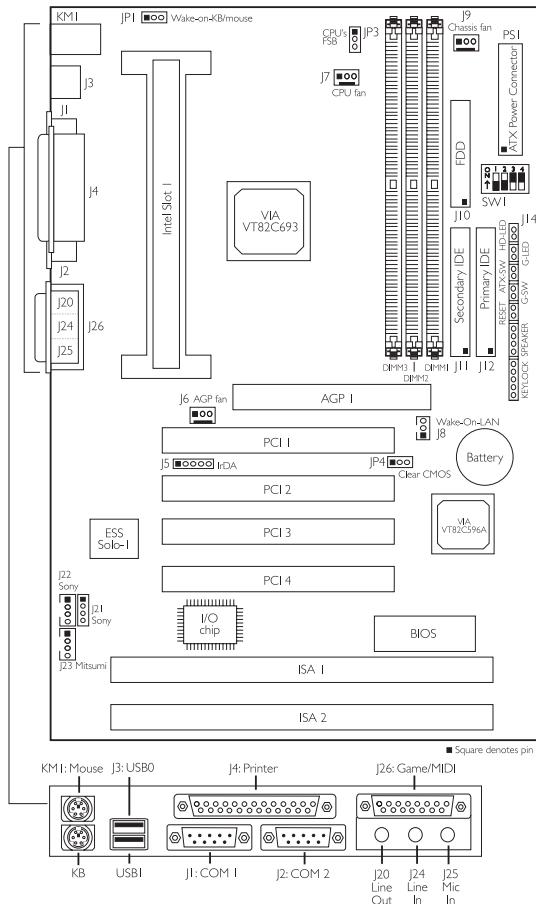 KM1
JP1
Wake-on-KB/mouse
CPU's
FSB
JP3
J9
Chassis fan
PS1
J3
J7
CPU fan
ATX Power Connector
J1
J4
Intel Slot 1
VIA
VT82C693
FDD
ON
1 2 3 4
SW1
J10
J14
J2
Secondary IDE
Primary IDE
HD-LED
G-LED
ATX-SW
G-SW
RESET
SPEAKER
KEYLOCK
J20
J24
J26
J25
DIMM3
1
DIMM1
DIMM2
J11
J12
J6 AGP fan
AGP 1
Wake-On-LAN
J8
PCI 1
J5
IrDA
JP4
Clear CMOS
Battery
PCI 2
ESS
Solo-1
PCI 3
VIA
VT82C596A
J22
Sony
PCI 4
J21
Sony
I/O
chip
BIOS
J23 Mitsumi
ISA 1
ISA 2
■ Square denotes pin
KM1: Mouse
J3: USB0
J4: Printer
J26: Game/MIDI
KB
USB1
J1: COM 1
J2: COM 2
J20
Line
Out
J24
Line
In
J25
Mic
In